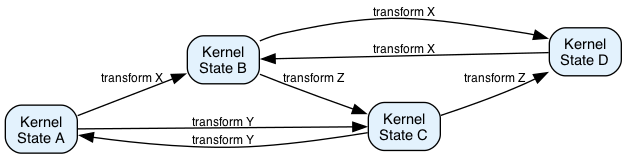 transform X
Kernel
State D
Kernel
State B
transform X
transform X
transform Z
transform Z
Kernel
State A
transform Y
transform Y
Kernel
State C